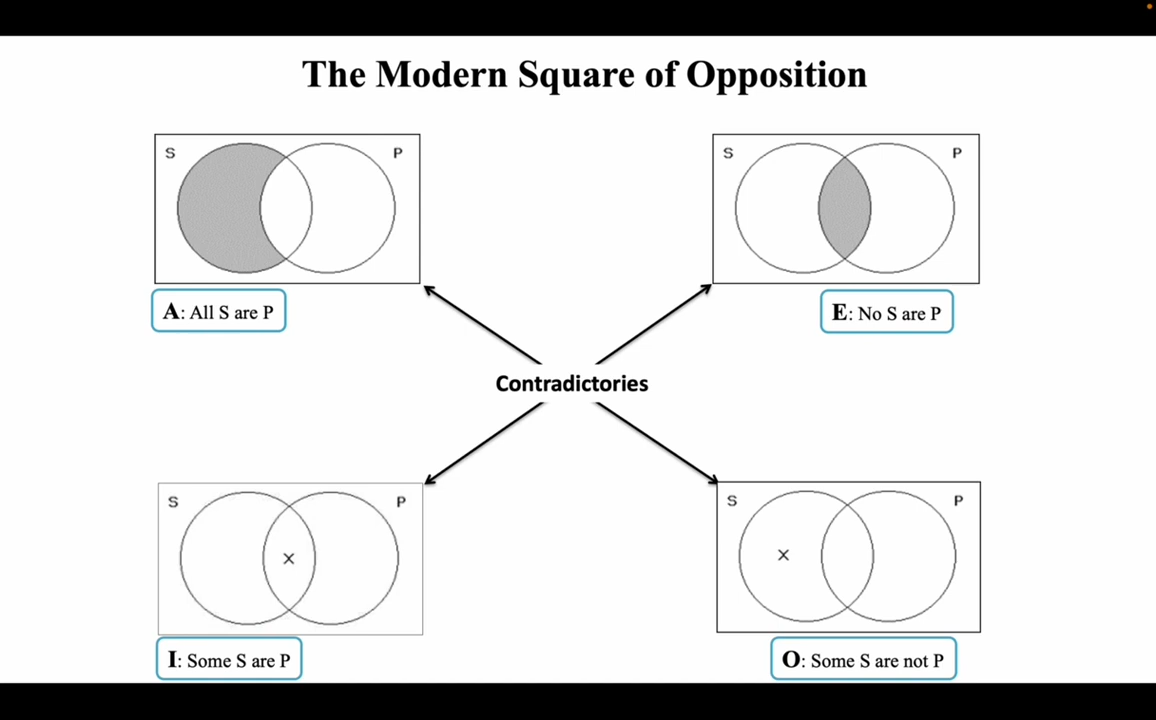 The Modern Square of Opposition
S P
S P
A: All S are P
E: No S are P
Contradictories
S P
x
S P
x
I: Some S are P
O: Some S are not P